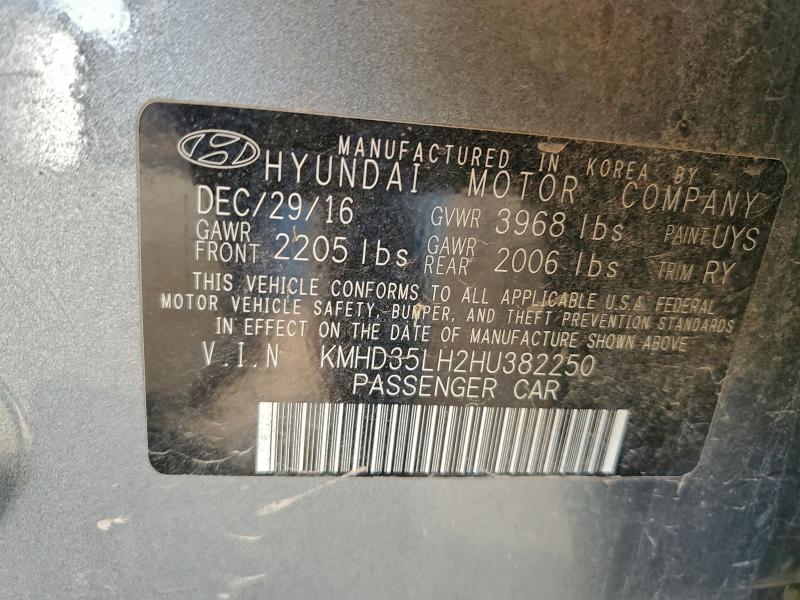 MANUFACTURED IN KOREA BY
HYUNDAI MOTOR COMPANY
DEC/29/16 GVWR 3968 lbs PAINT UYS
GAWR FRONT 2205 lbs GAWR REAR 2006 lbs TRIM RY
THIS VEHICLE CONFORMS TO ALL APPLICABLE U.S.A. FEDERAL
MOTOR VEHICLE SAFETY, BUMPER, AND THEFT PREVENTION STANDARDS
IN EFFECT ON THE DATE OF MANUFACTURE SHOWN ABOVE
V.I.N KMHD35LH2HU382250
PASSENGER CAR